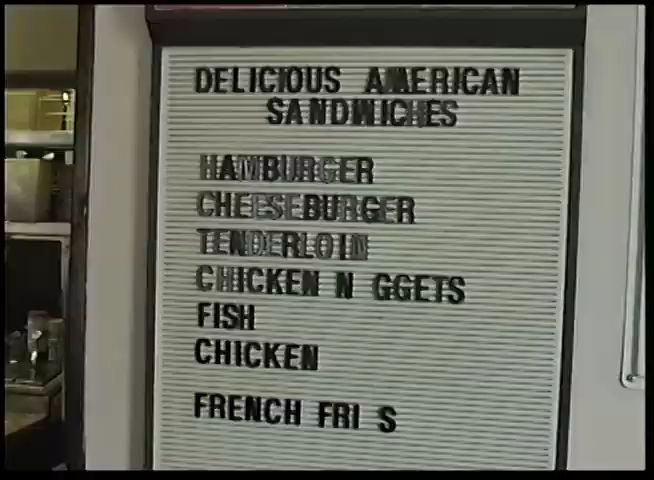 DELICIOUS AMERICAN
SANDWICHES
HAMBURGER
CHEESEBURGER
TENDERLOIN
CHICKEN N GGETS
FISH
CHICKEN
FRENCH FRI S